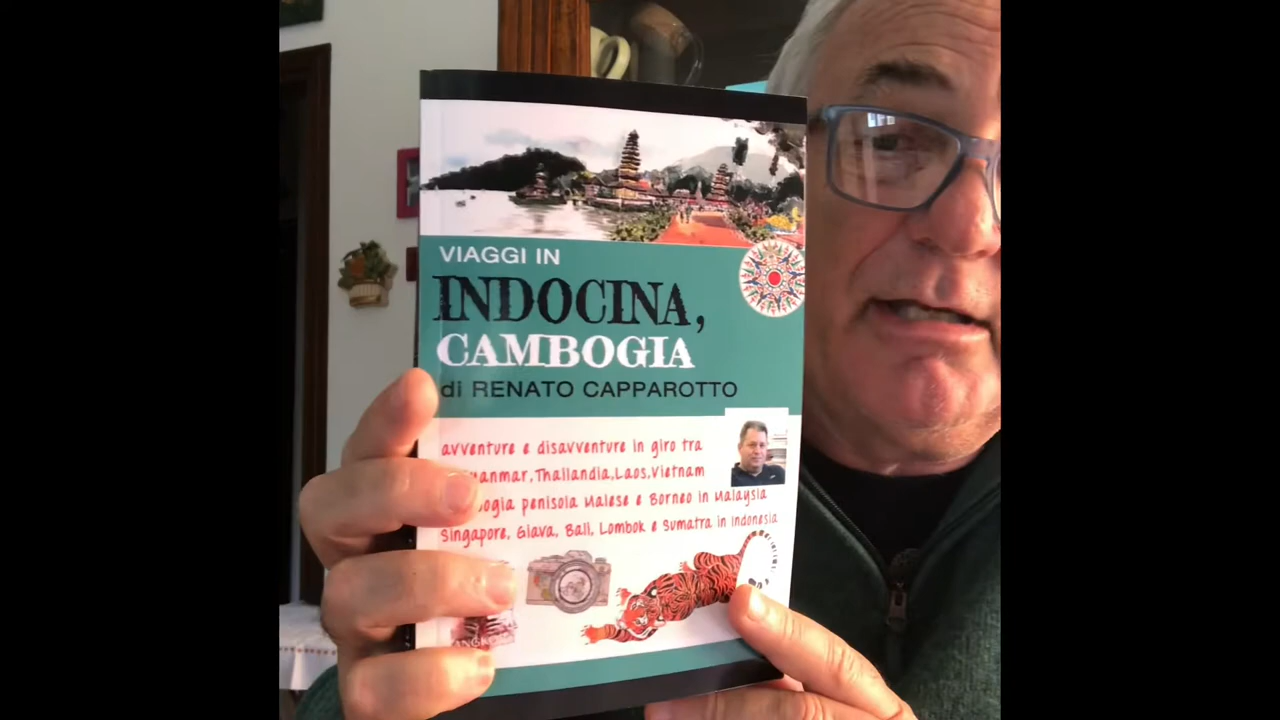 VIAGGI IN
INDOCINA,
CAMBOGIA
di RENATO CAPPAROTTO
avventure e disavventure in giro tra
Thailandia, Laos, Vietnam
penisola Malese e Borneo in Malaysia
Singapore, Giava, Bali, Lombok e Sumatra in Indonesia